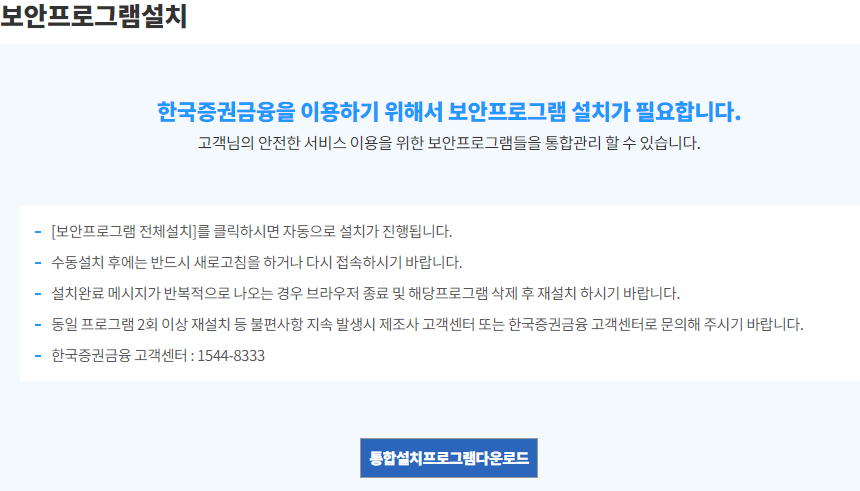 보안프로그램설치
한국증권금융을 이용하기 위해서 보안프로그램 설치가 필요합니다.
고객님의 안전한 서비스 이용을 위한 보안프로그램들을 통합관리 할 수 있습니다.
- [보안프로그램 전체설치]를 클릭하시면 자동으로 설치가 진행됩니다.
- 수동설치 후에는 반드시 새로고침을 하거나 다시 접속하시기 바랍니다.
- 설치완료 메시지가 반복적으로 나오는 경우 브라우저 종료 및 해당프로그램 삭제 후 재설치 하시기 바랍니다.
- 동일 프로그램 2회 이상 재설치 등 불편사항 지속 발생시 제조사 고객센터 또는 한국증권금융 고객센터로 문의해 주시기 바랍니다.
- 한국증권금융 고객센터 : 1544-8333
통합설치프로그램다운로드